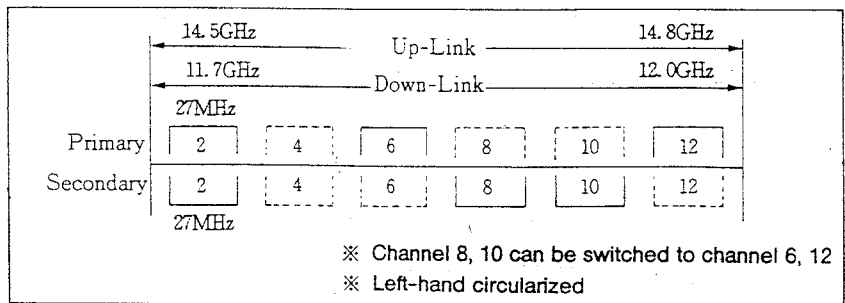 14.5GHz Up-Link 14.8GHz
11.7GHz Down-Link 12.0GHz
27MHz
Primary 2 4 6 8 10 12
Secondary 2 4 6 8 10 12
27MHz
※ Channel 8, 10 can be switched to channel 6, 12
※ Left-hand circularized